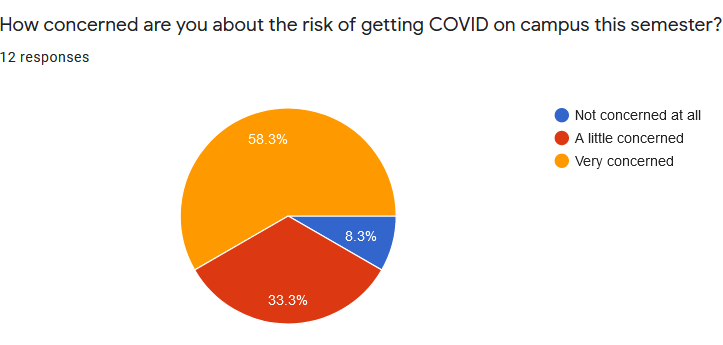 How concerned are you about the risk of getting COVID on campus this semester?
12 responses
Not concerned at all
A little concerned
Very concerned
58.3%
8.3%
33.3%